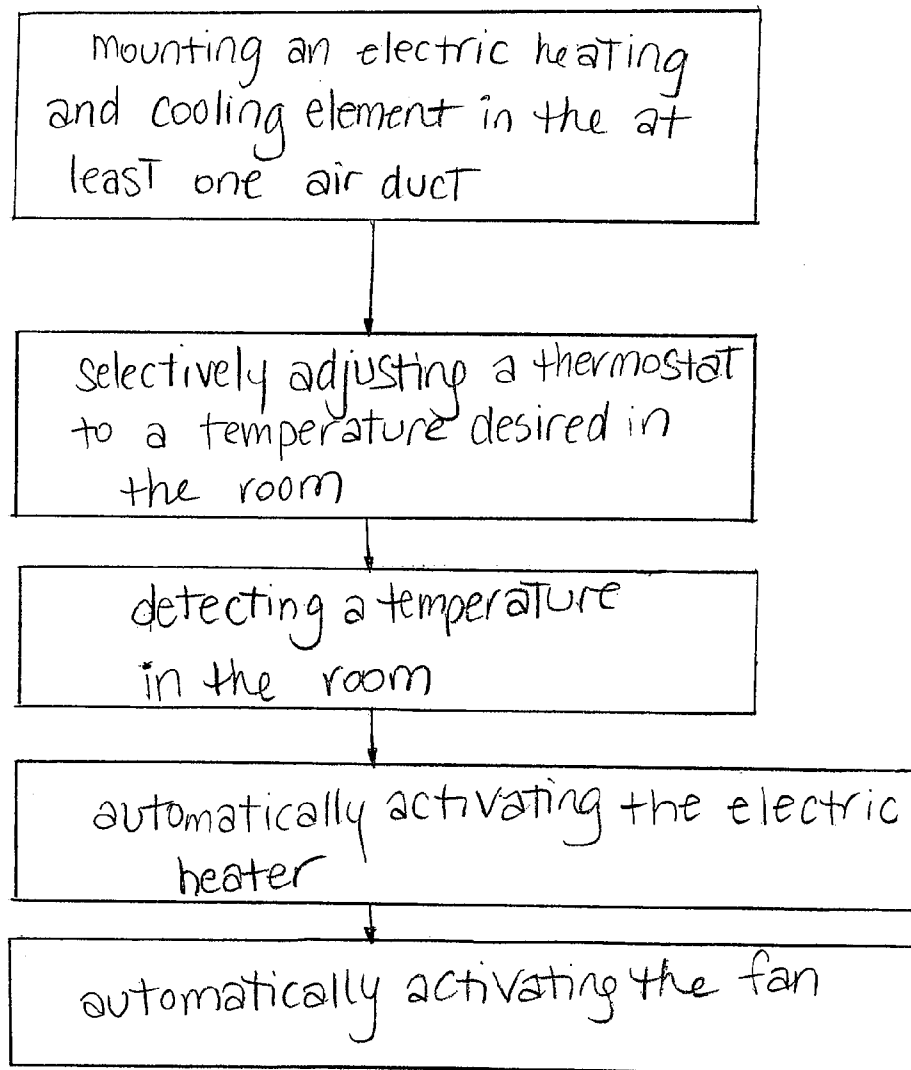 mounting an electric heating
and cooling element in the at
least one air duct
selectively adjusting a thermostat
to a temperature desired in
the room
detecting a temperature
in the room
automatically activating the electric
heater
automatically activating the fan